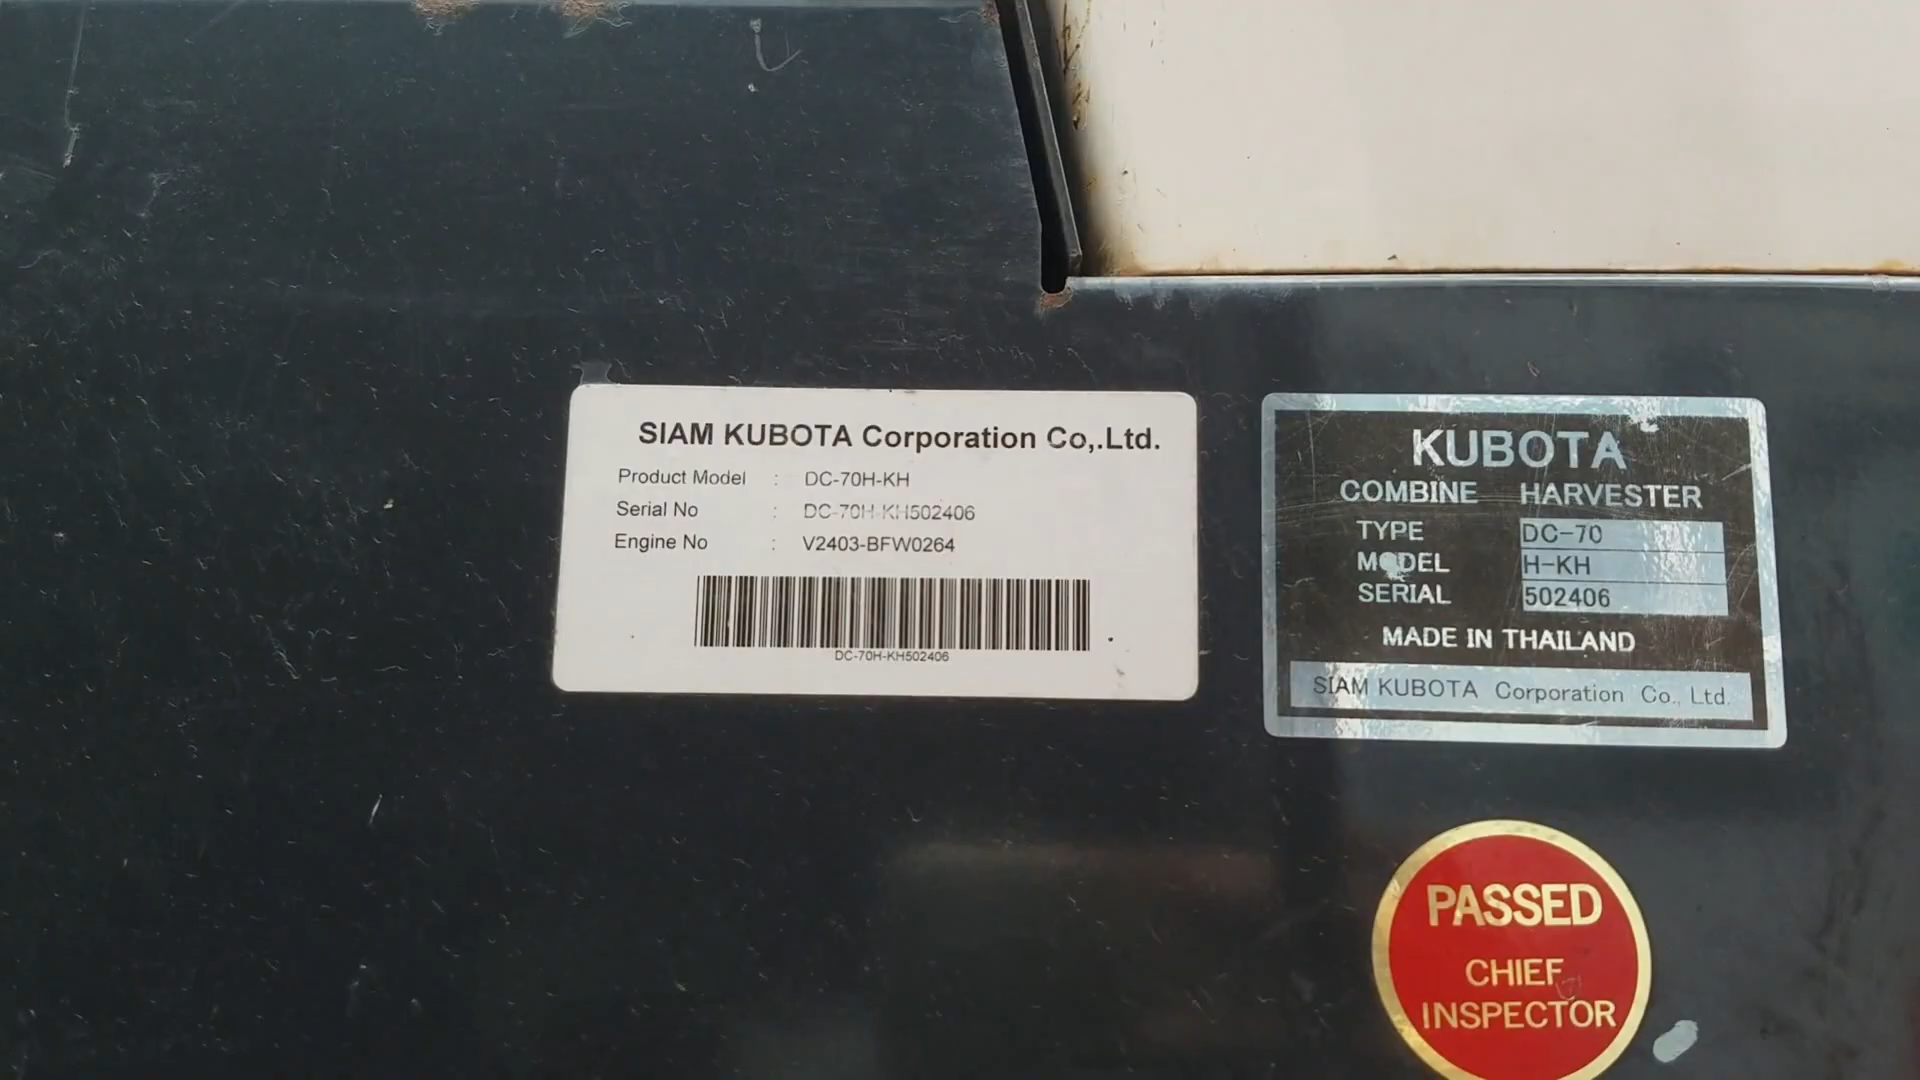 SIAM KUBOTA Corporation Co,.Ltd.
Product Model : DC-70H-KH
Serial No : DC-70H-KH502406
Engine No : V2403-BFW0264
DC-70H-KH502406
KUBOTA
COMBINE HARVESTER
TYPE DC-70
MODEL H-KH
SERIAL 502406
MADE IN THAILAND
SIAM KUBOTA Corporation Co., Ltd.
PASSED
CHIEF
INSPECTOR